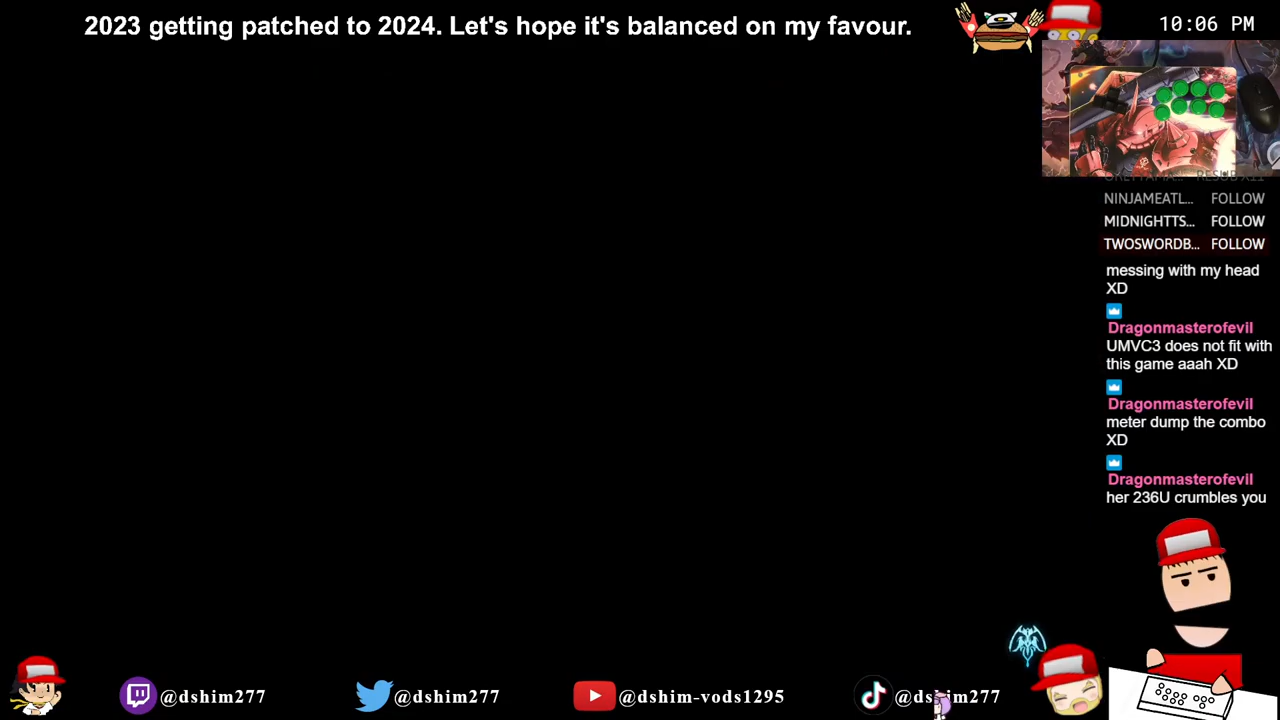 2023 getting patched to 2024. Let's hope it's balanced on my favour.
10:06 PM
NINJAMEATL... FOLLOW
MIDNIGHTTS... FOLLOW
TWOSWORDB... FOLLOW
messing with my head
XD
Dragonmasterofevil
UMVC3 does not fit with
this game aaah XD
Dragonmasterofevil
meter dump the combo
XD
Dragonmasterofevil
her 236U crumbles you
@dshim277
@dshim277
@dshim-vods1295
@dshim277